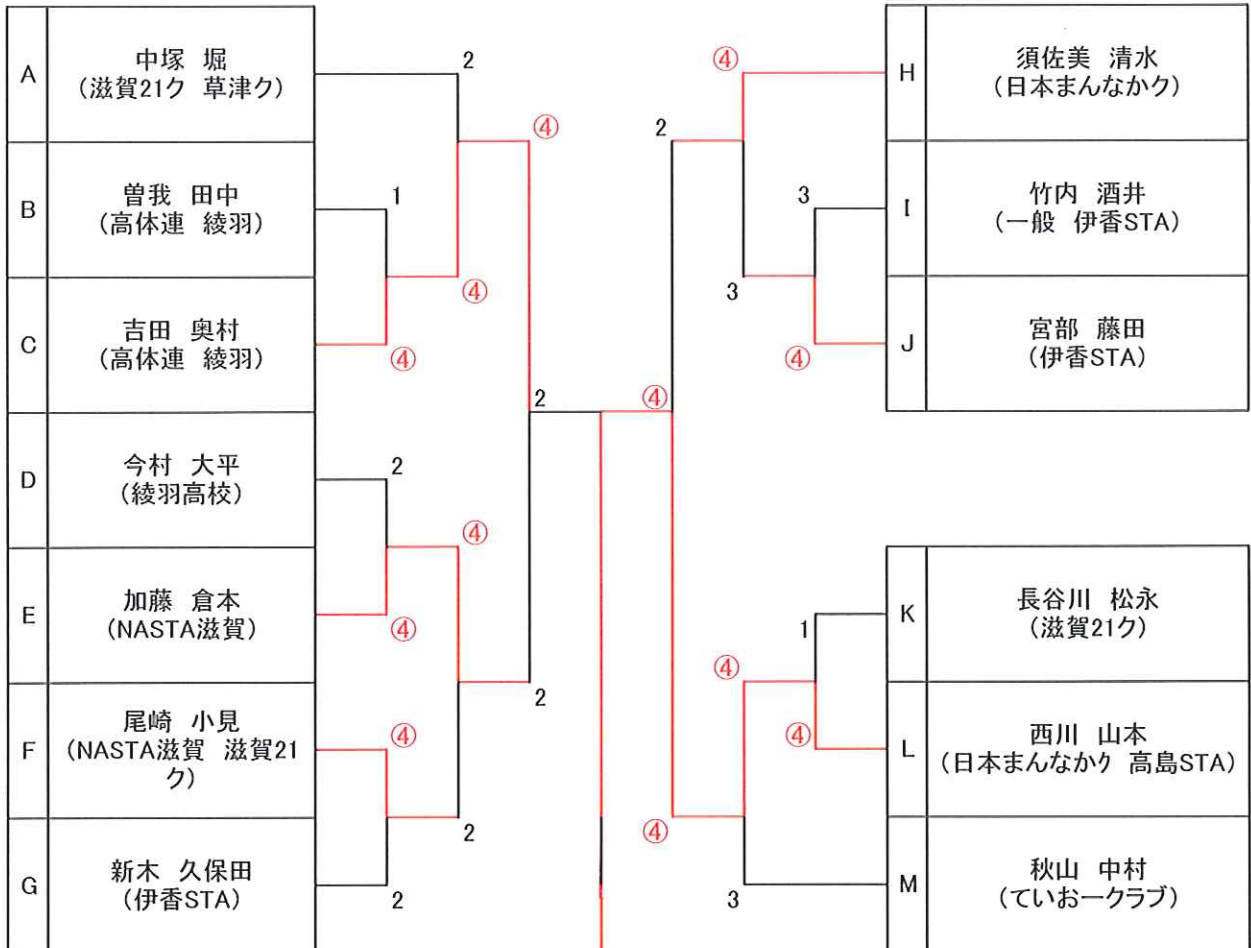 A
中塚 堀
(滋賀21ク 草津ク)
B
曽我 田中
(高体連 綾羽)
C
吉田 奥村
(高体連 綾羽)
D
今村 大平
(綾羽高校)
E
加藤 倉本
(NASTA滋賀)
F
尾崎 小見
(NASTA滋賀 滋賀21
ク)
G
新木 久保田
(伊香STA)
2
④
1
④
④
2
2
④
④
④
2
2
2
④
2
3
3
④
④
1
④
④
④
3
H
須佐美 清水
(日本まんなかク)
I
竹内 酒井
(一般 伊香STA)
J
宮部 藤田
(伊香STA)
K
長谷川 松永
(滋賀21ク)
L
西川 山本
(日本まんなかク 高島STA)
M
秋山 中村
(ていおークラブ)